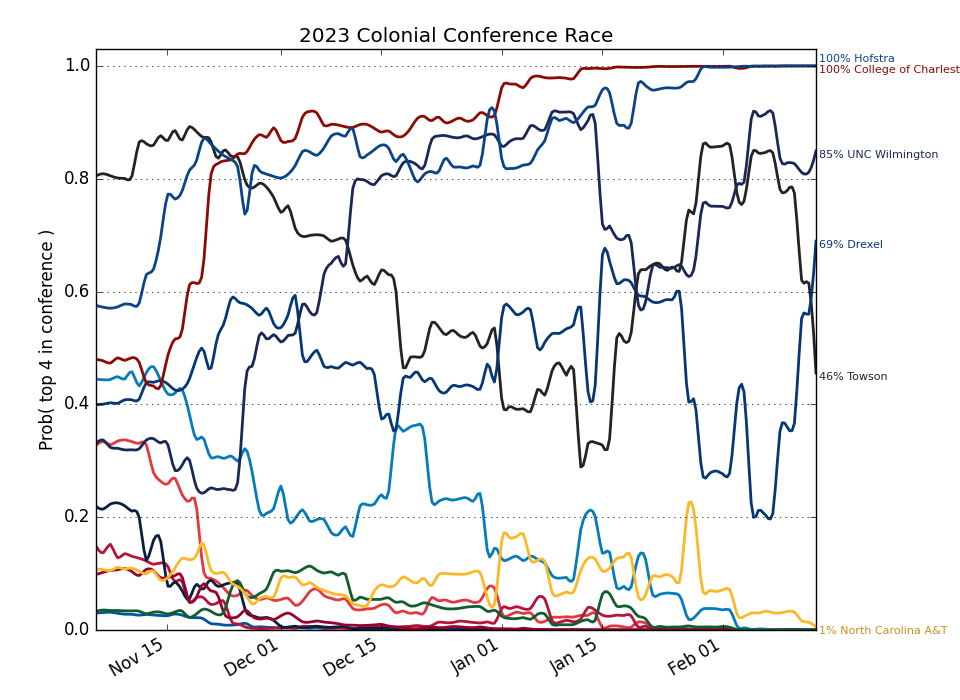 2023 Colonial Conference Race
Prob( top 4 in conference )
1.0
0.8
0.6
0.4
0.2
0.0
Nov 15
Dec 01
Dec 15
Jan 01
Jan 15
Feb 01
100% Hofstra
100% College of Charlest
85% UNC Wilmington
69% Drexel
46% Towson
1% North Carolina A&T